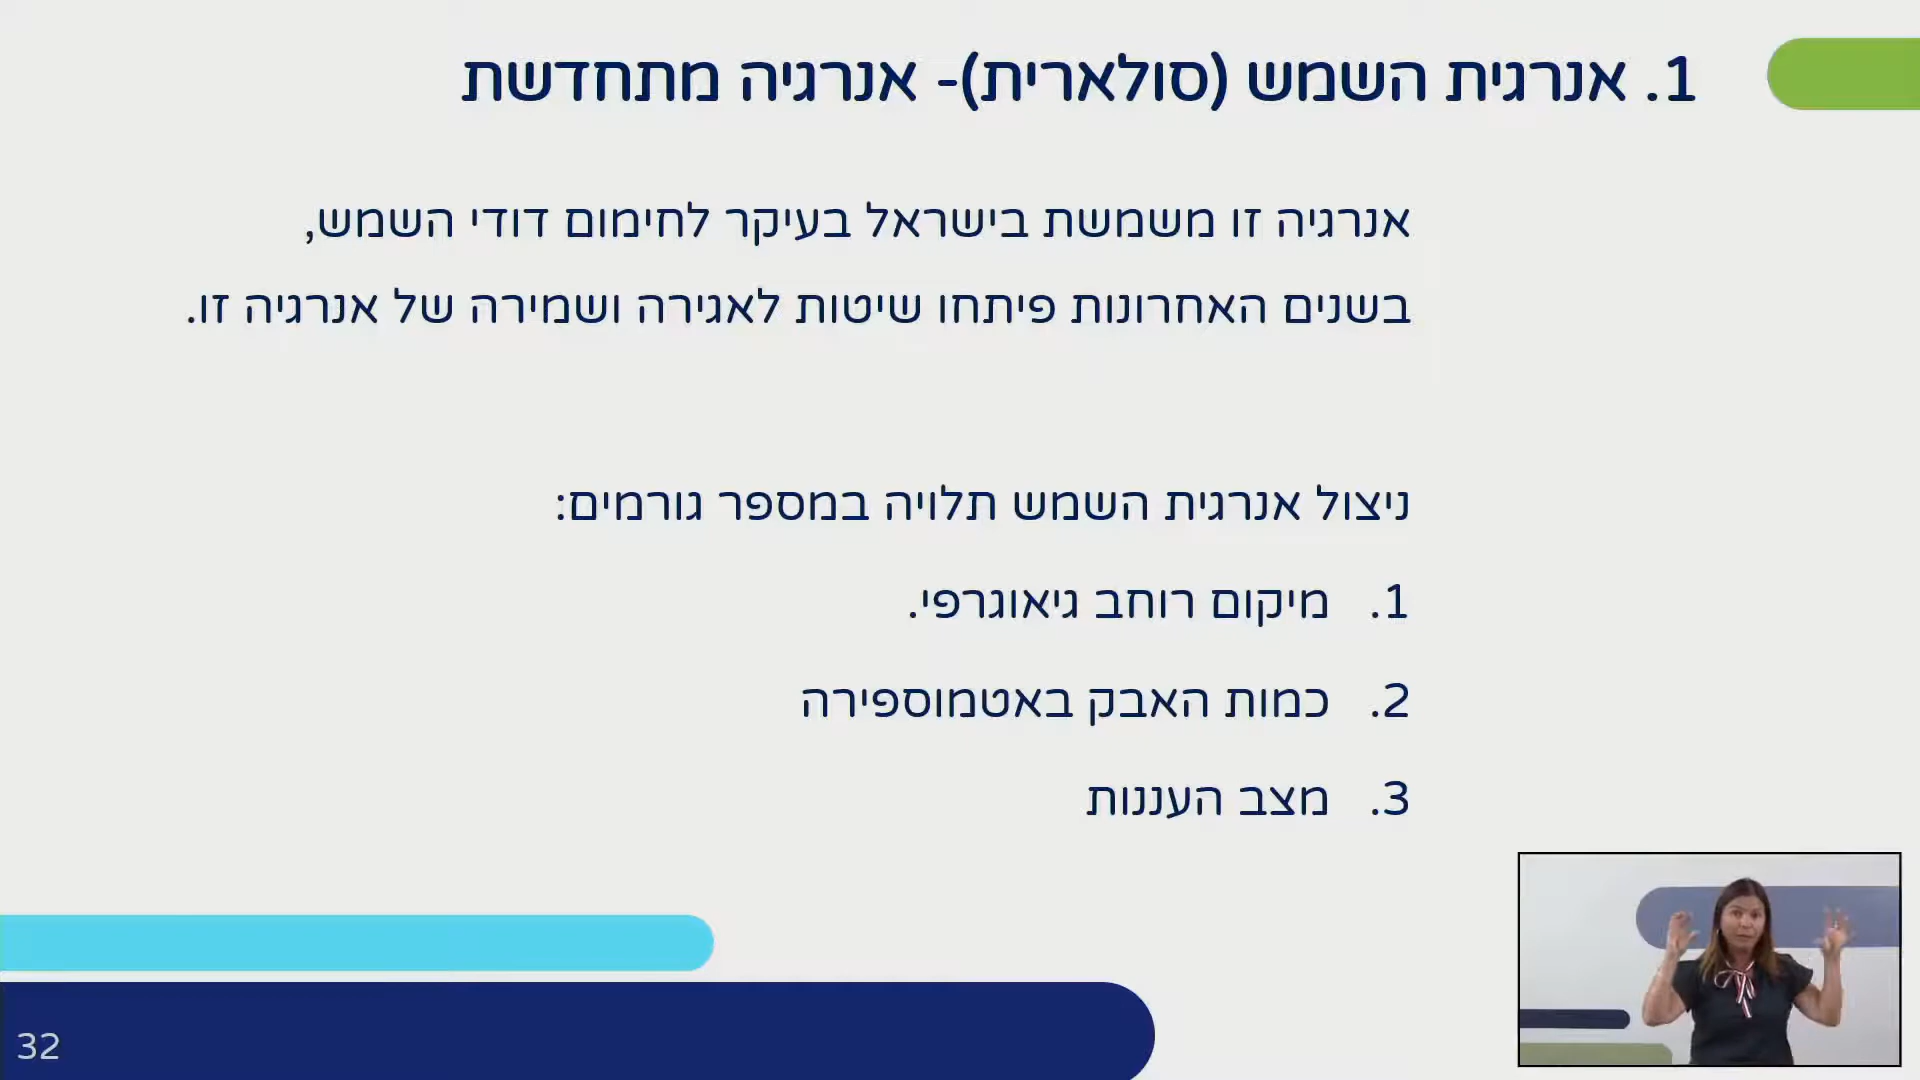 1. אנרגית השמש (סולארית)- אנרגיה מתחדשת
אנרגיה זו משמשת בישראל בעיקר לחימום דודי השמש,
בשנים האחרונות פיתחו שיטות לאגירה ושמירה של אנרגיה זו.
ניצול אנרגית השמש תלויה במספר גורמים:
1. מיקום רוחב גיאוגרפי.
2. כמות האבק באטמוספירה
3. מצב העננות
32